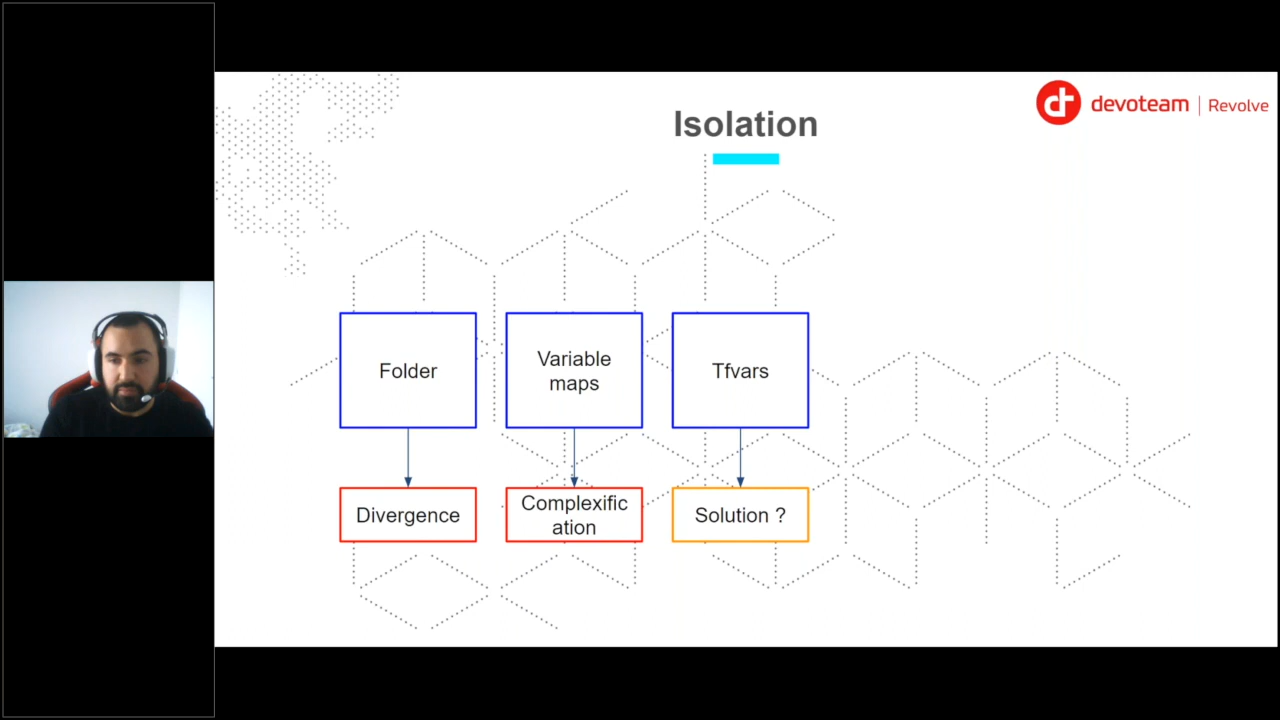 Isolation
devoteam | Revolve
Folder
Variable
maps
Tfvars
Divergence
Complexific
ation
Solution ?